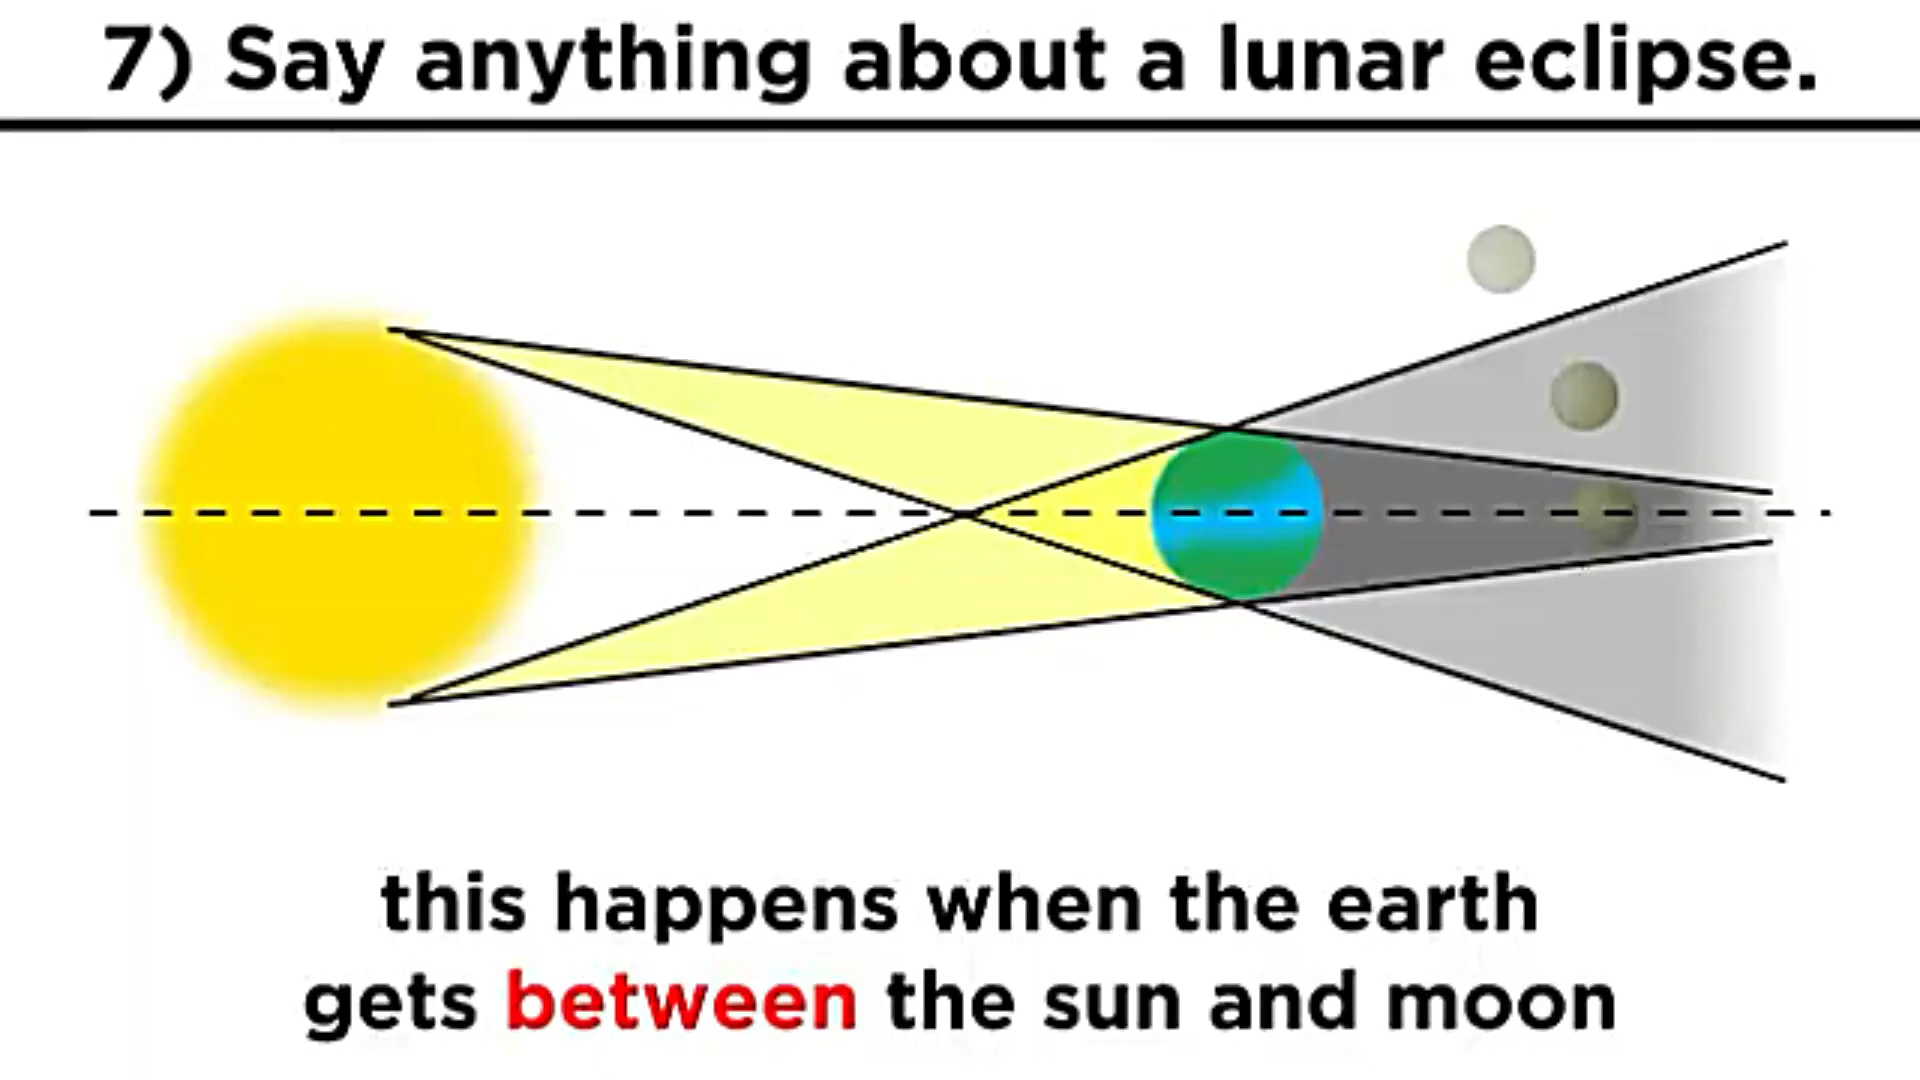 7) Say anything about a lunar eclipse.
this happens when the earth
gets between the sun and moon